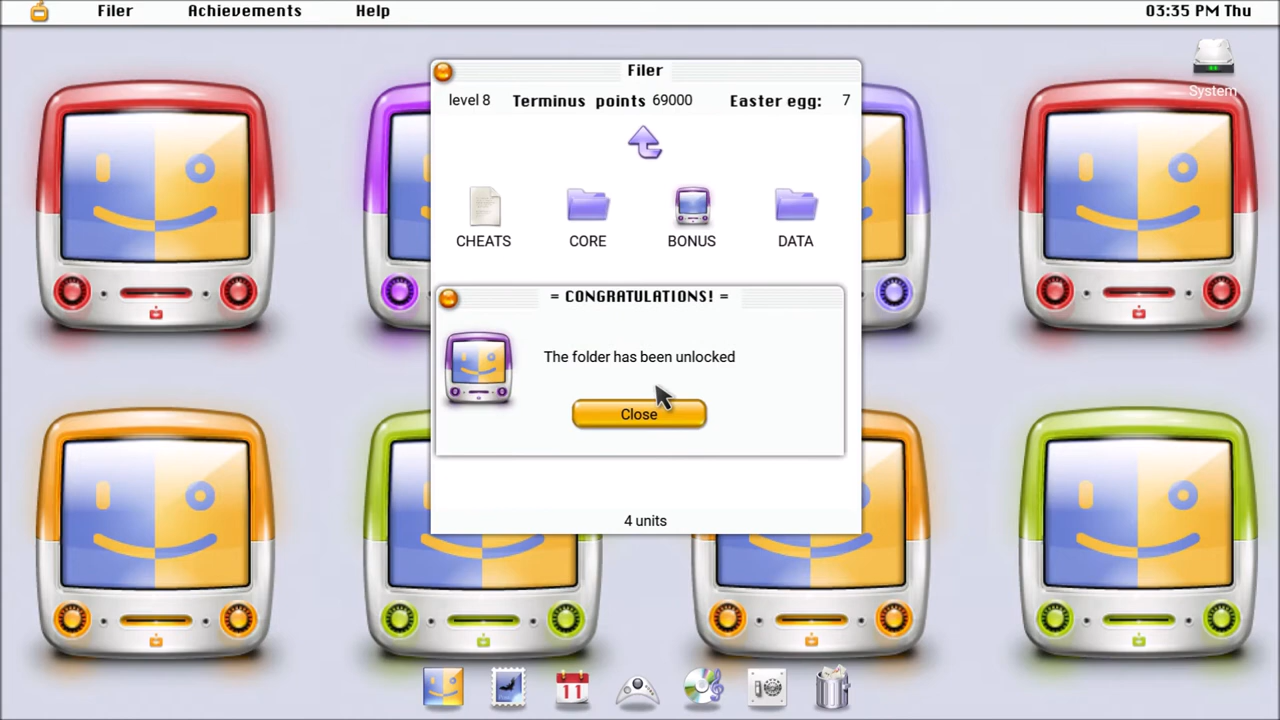 Filer Achievements Help 03:35 PM Thu
Filer
System
level 8 Terminus points 69000 Easter egg: 7
CHEATS CORE BONUS DATA
= CONGRATULATIONS! =
The folder has been unlocked
Close
4 units
11